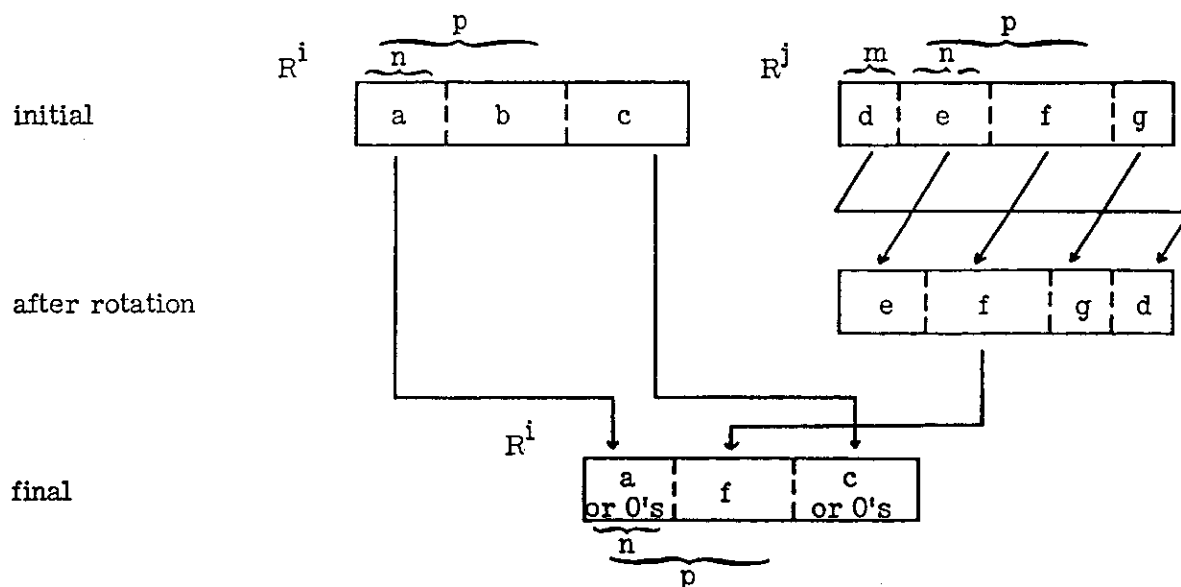 p p
n m n
R^i R^j
initial a b c d e f g
after rotation e f g d
R^i
final a or 0's f c or 0's
n
p